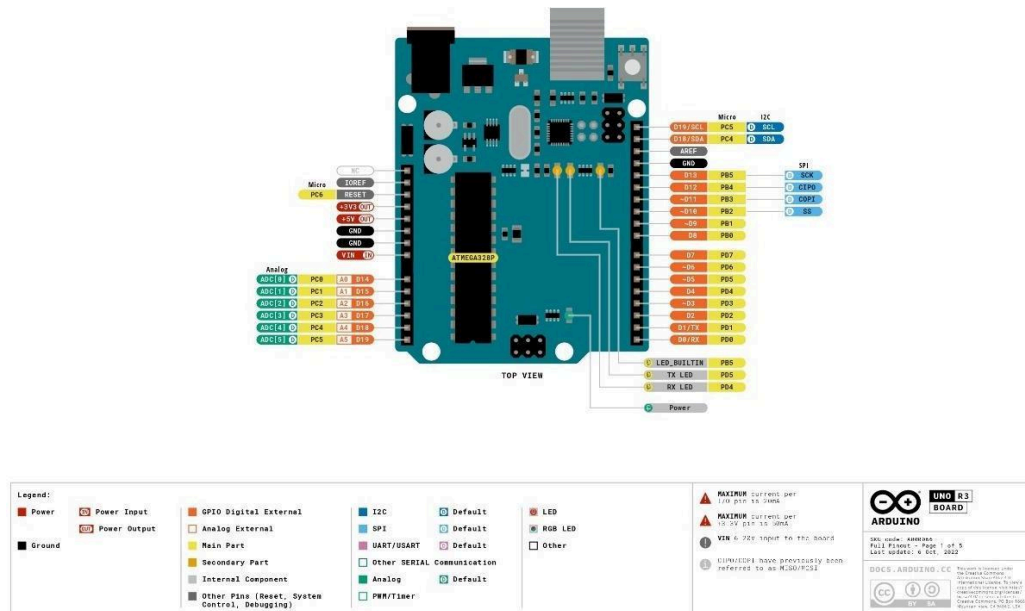 Micro I2C
D19/SCL PC5 D SCL
D18/SDA PC4 D SDA
AREF
GND
SPI
D13 PB5 D SCK
D12 PB4 D CIPO
~D11 PB3 D COPI
~D10 PB2 D SS
~D9 PB1
D8 PB0
D7 PD7
~D6 PD6
~D5 PD5
D4 PD4
~D3 PD3
D2 PD2
D1/TX PD1
D0/RX PD0
NC
IOREF
Micro
PC6 RESET
+3V3 OUT
+5V OUT
GND
GND
VIN IN
Analog
ADC[0] D PC0 A0 D14
ADC[1] D PC1 A1 D15
ADC[2] D PC2 A2 D16
ADC[3] D PC3 A3 D17
ADC[4] D PC4 A4 D18
ADC[5] D PC5 A5 D19
ATMEGA328P
TOP VIEW
LED_BUILTIN PB5
TX LED PD5
RX LED PD4
Power
Legend:
Power
Power Input
Power Output
Ground
GPIO Digital External
Analog External
Main Part
Secondary Part
Internal Component
Other Pins (Reset, System
Control, Debugging)
I2C
Default
SPI
Default
UART/USART
Default
Other SERIAL Communication
Analog
Default
PWM/Timer
LED
RGB LED
Other
MAXIMUM current per
I/O pin is 20mA
MAXIMUM current per
+3.3V pin is 50mA
VIN input to the board
CIPO/COPI have previously been
referred to as MISO/MOSI
ARDUINO
UNO R3
BOARD
SKU code:
Full Pinout - Page 1 of 5
Last update: 6 Oct, 2022
DOCS.ARDUINO.CC
CC BY SA